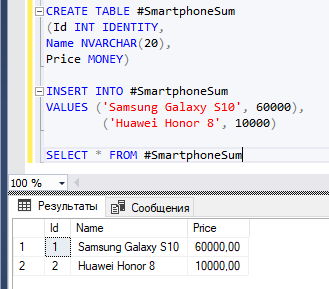 CREATE TABLE #SmartphoneSum
(Id INT IDENTITY,
Name NVARCHAR(20),
Price MONEY)
INSERT INTO #SmartphoneSum
VALUES ('Samsung Galaxy S10', 60000),
('Huawei Honor 8', 10000)
SELECT * FROM #SmartphoneSum
100 %
Результаты Сообщения
Id Name Price
1 1 Samsung Galaxy S10 60000,00
2 2 Huawei Honor 8 10000,00